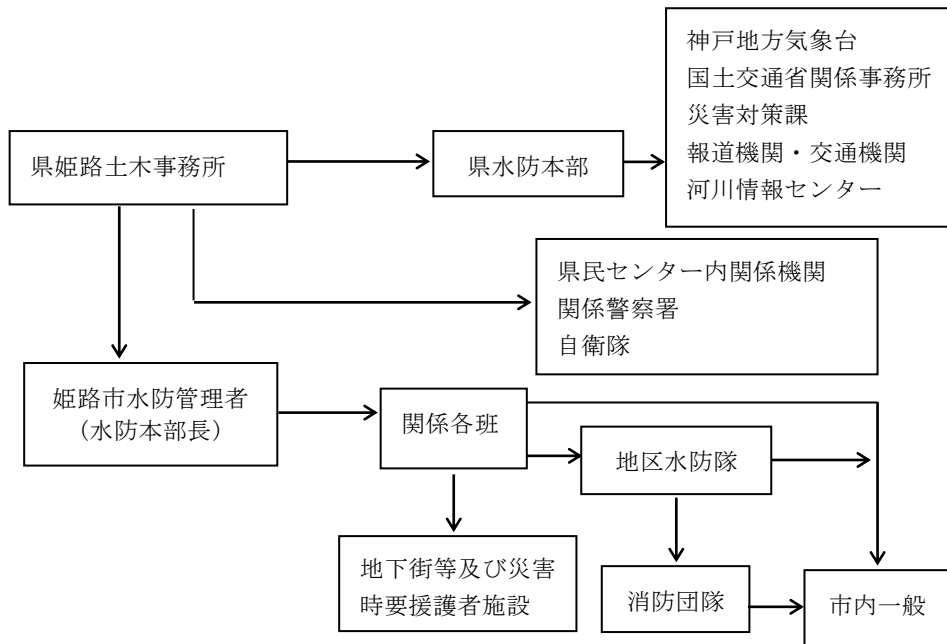 神戸地方気象台
国土交通省関係事務所
災害対策課
報道機関・交通機関
河川情報センター
県姫路土木事務所
県水防本部
県民センター内関係機関
関係警察署
自衛隊
姫路市水防管理者
（水防本部長）
関係各班
地区水防隊
地下街等及び災害
時要援護者施設
消防団隊
市内一般